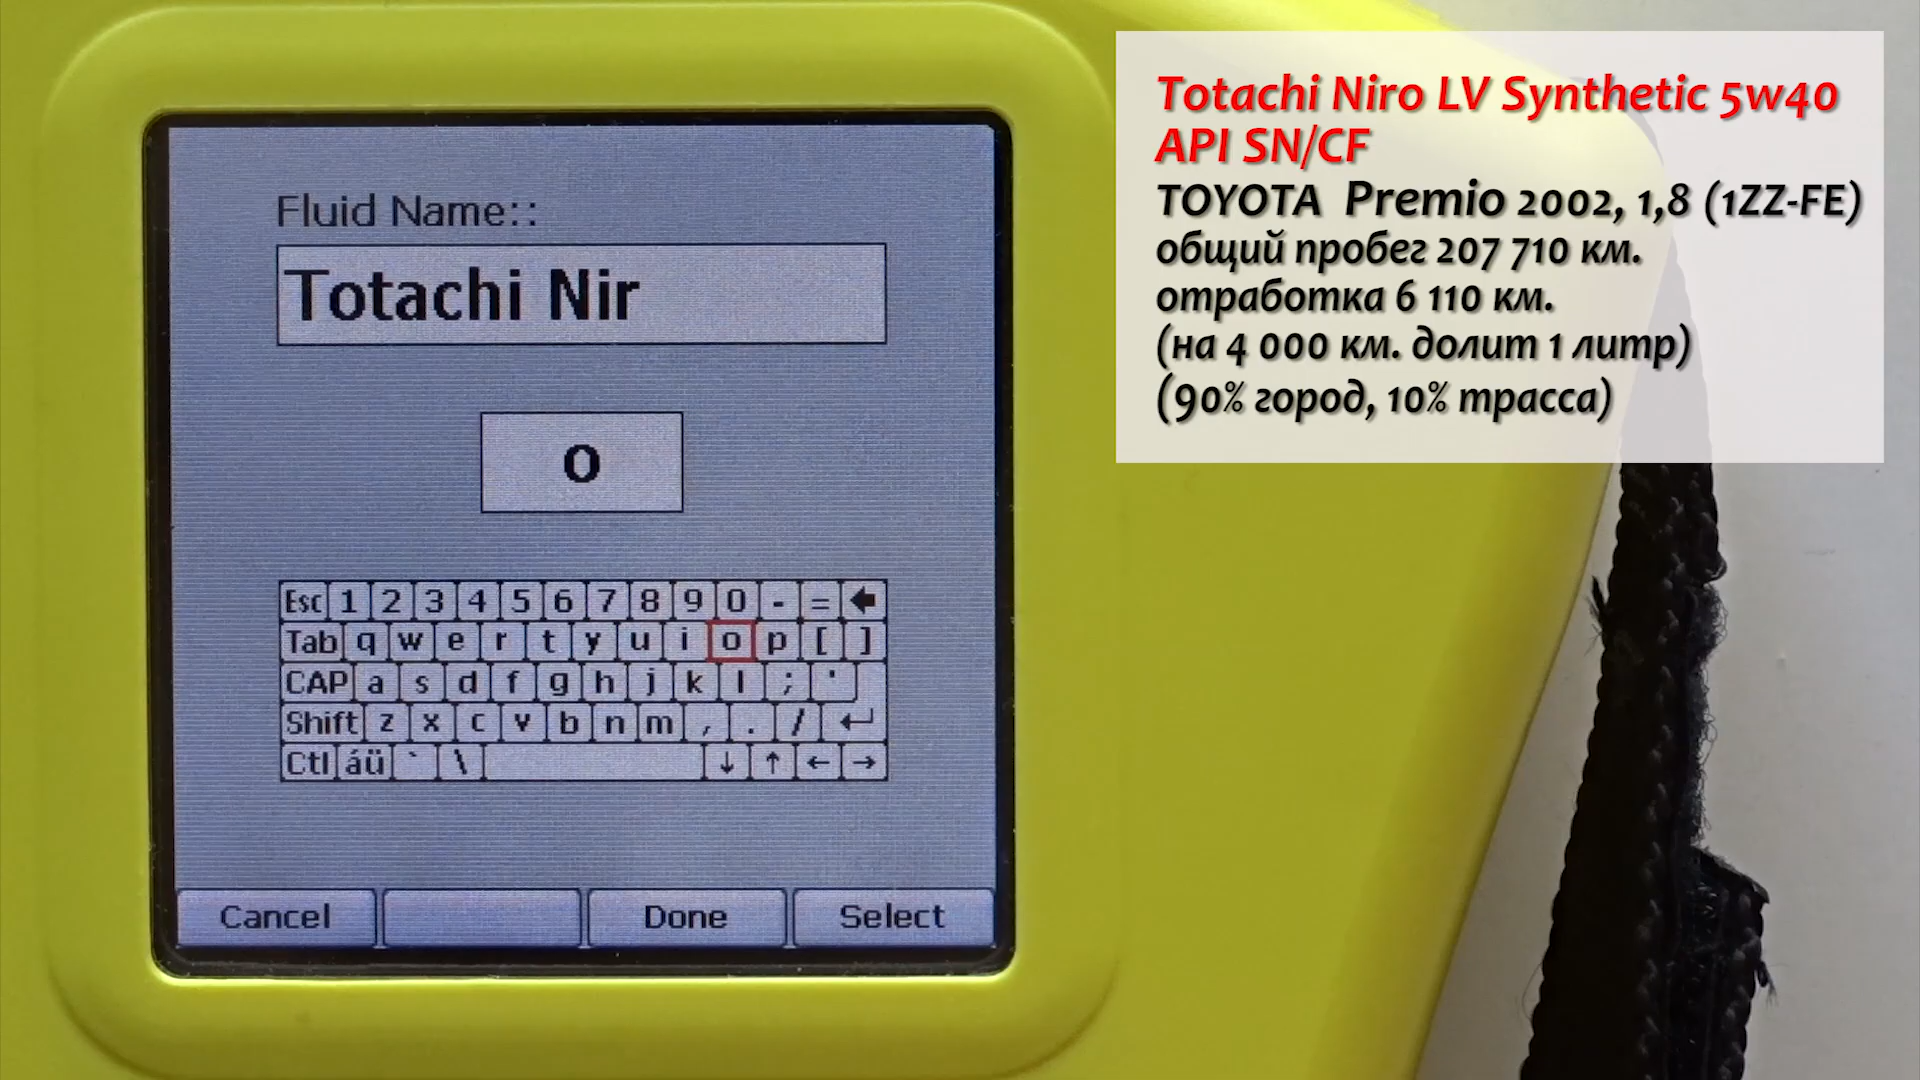 Totachi Niro LV Synthetic 5w40
API SN/CF
TOYOTA Premio 2002, 1,8 (1ZZ-FE)
общий пробег 207 710 км.
отработка 6 110 км.
(на 4 000 км. долит 1 литр)
(90% город, 10% трасса)
Fluid Name::
Totachi Nir
o
Esc 1 2 3 4 5 6 7 8 9 0 - = 🡄
Tab q w e r t y u i o p [ ]
CAP a s d f g h j k l ; '
Shift z x c v b n m , . / ↵
Ctl áü ` \ ↓ ↑ ← →
Cancel Done Select